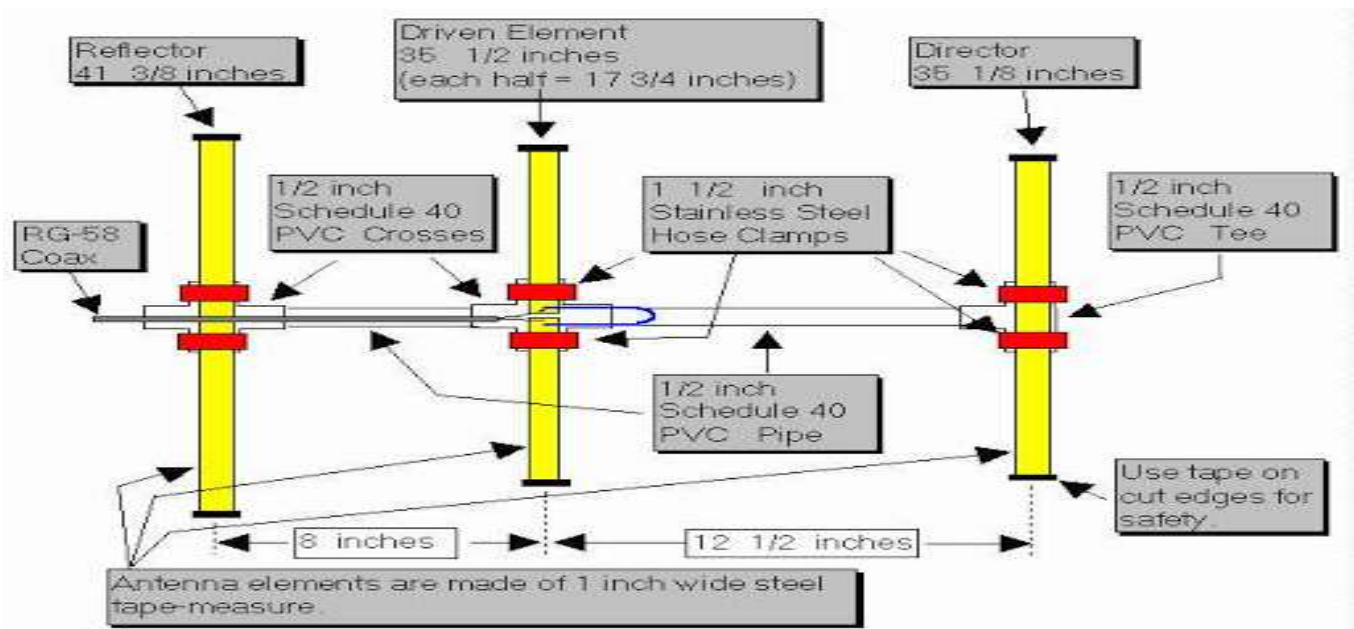 Reflector
41 3/8 inches
Driven Element
35 1/2 inches
(each half = 17 3/4 inches)
Director
35 1/8 inches
RG-58
Coax
1/2 inch
Schedule 40
PVC Crosses
1 1/2 inch
Stainless Steel
Hose Clamps
1/2 inch
Schedule 40
PVC Tee
1/2 inch
Schedule 40
PVC Pipe
Use tape on
cut edges for
safety.
8 inches
12 1/2 inches
Antenna elements are made of 1 inch wide steel
tape-measure.